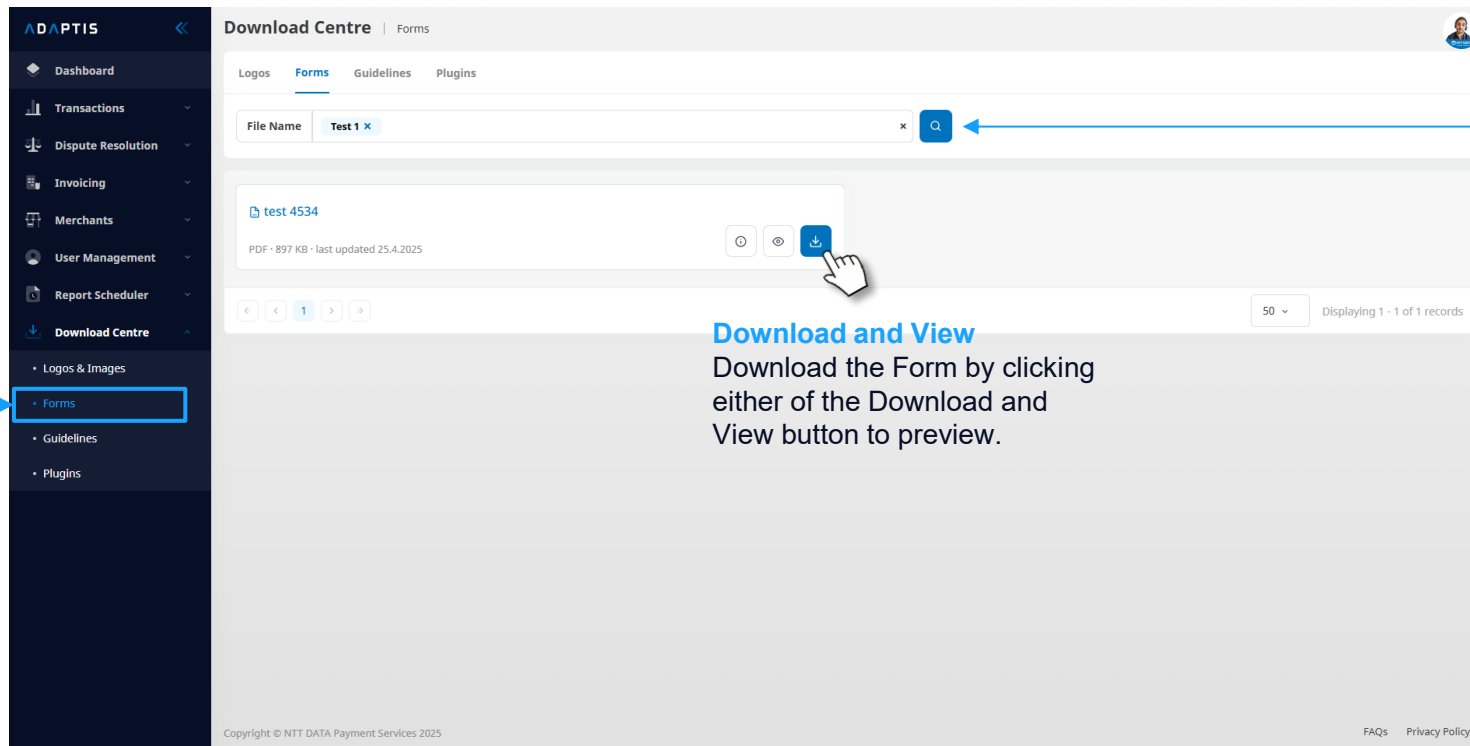 ADAPTIS
Dashboard
Transactions
Dispute Resolution
Invoicing
Merchants
User Management
Report Scheduler
Download Centre
• Logos & Images
• Forms
• Guidelines
• Plugins
Download Centre | Forms
Logos Forms Guidelines Plugins
File Name Test 1 ×
test 4534
PDF · 897 KB · last updated 25.4.2025
1
50 Displaying 1 - 1 of 1 records
Download and View
Download the Form by clicking
either of the Download and
View button to preview.
Copyright © NTT DATA Payment Services 2025
FAQs Privacy Policy